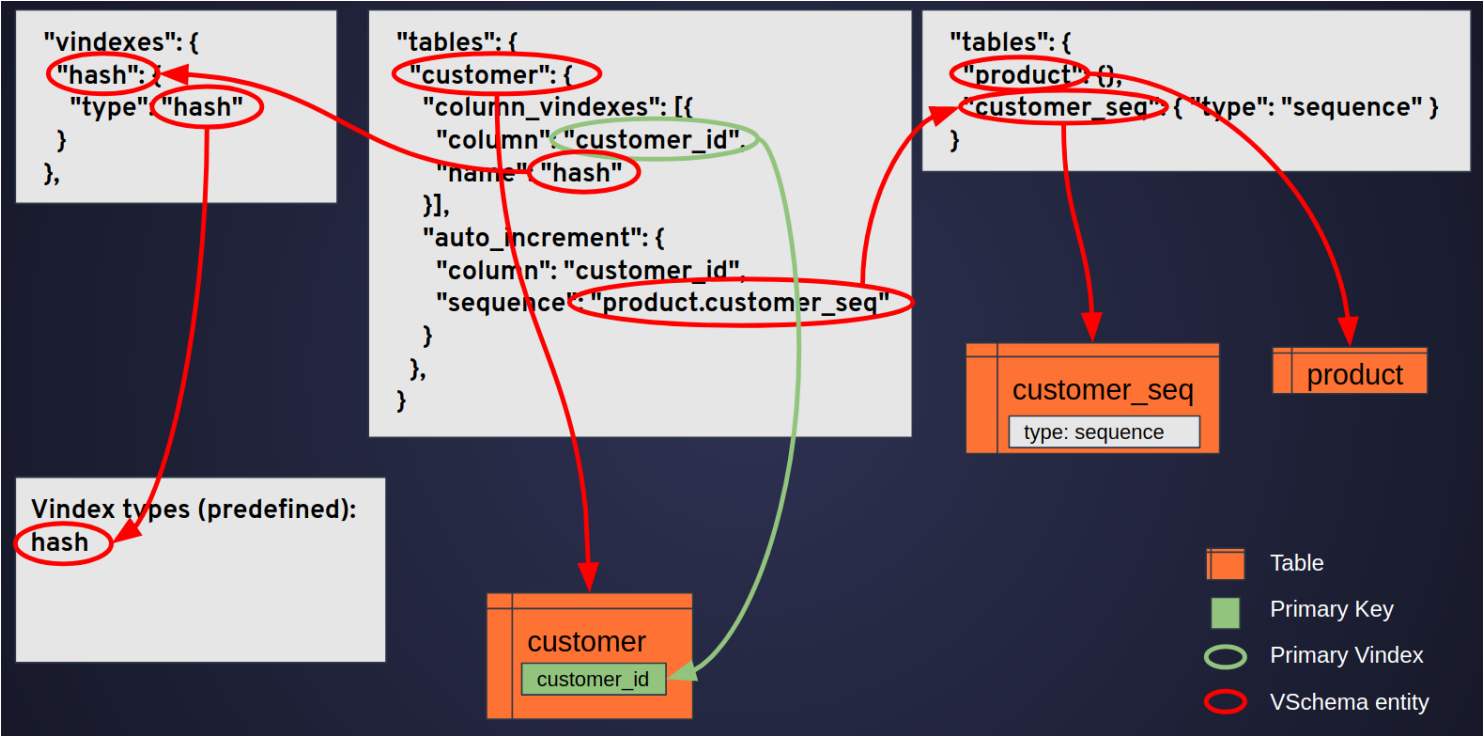 "vindexes": {
"hash": {
"type": "hash"
}
},
"tables": {
"customer": {
"column_vindexes": [{
"column": "customer_id",
"name": "hash"
}],
"auto_increment": {
"column": "customer_id",
"sequence": "product.customer_seq"
}
},
}
"tables": {
"product": {},
"customer_seq": { "type": "sequence" }
}
customer_seq
type: sequence
product
Vindex types (predefined):
hash
customer
customer_id
Table
Primary Key
Primary Vindex
VSchema entity